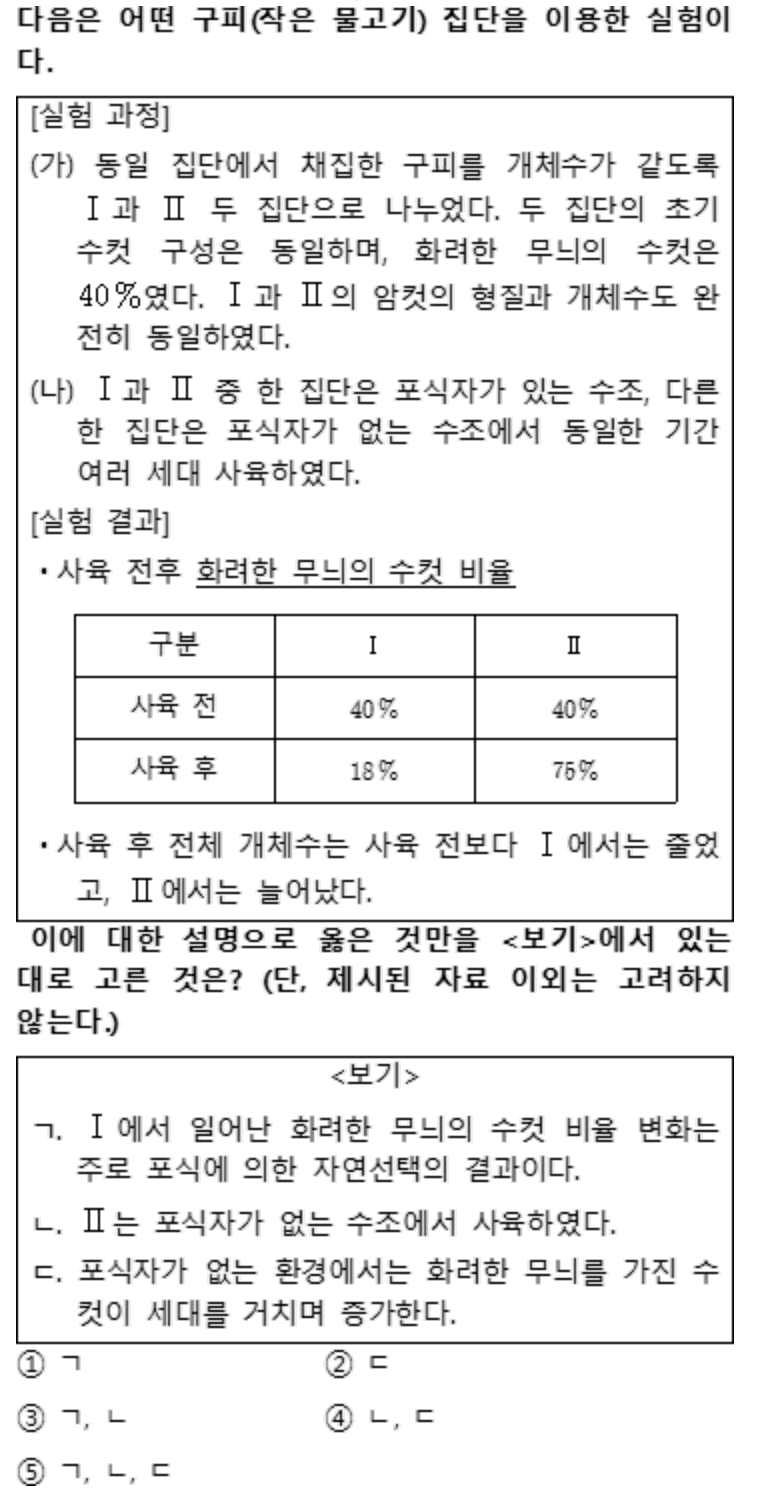 다음은 어떤 구피(작은 물고기) 집단을 이용한 실험이
다.
[실험 과정]
(가) 동일 집단에서 채집한 구피를 개체수가 같도록
Ⅰ과 Ⅱ 두 집단으로 나누었다. 두 집단의 초기
수컷 구성은 동일하며, 화려한 무늬의 수컷은
40%였다. Ⅰ과 Ⅱ의 암컷의 형질과 개체수도 완
전히 동일하였다.
(나) Ⅰ과 Ⅱ 중 한 집단은 포식자가 있는 수조, 다른
한 집단은 포식자가 없는 수조에서 동일한 기간
여러 세대 사육하였다.
[실험 결과]
・사육 전후 화려한 무늬의 수컷 비율
구분 Ⅰ Ⅱ
사육 전 40% 40%
사육 후 18% 75%
・사육 후 전체 개체수는 사육 전보다 Ⅰ에서는 줄었
고, Ⅱ에서는 늘어났다.
이에 대한 설명으로 옳은 것만을 <보기>에서 있는
대로 고른 것은? (단, 제시된 자료 이외는 고려하지
않는다.)
<보기>
ㄱ. Ⅰ에서 일어난 화려한 무늬의 수컷 비율 변화는
주로 포식에 의한 자연선택의 결과이다.
ㄴ. Ⅱ는 포식자가 없는 수조에서 사육하였다.
ㄷ. 포식자가 없는 환경에서는 화려한 무늬를 가진 수
컷이 세대를 거치며 증가한다.
① ㄱ ② ㄷ
③ ㄱ, ㄴ ④ ㄴ, ㄷ
⑤ ㄱ, ㄴ, ㄷ